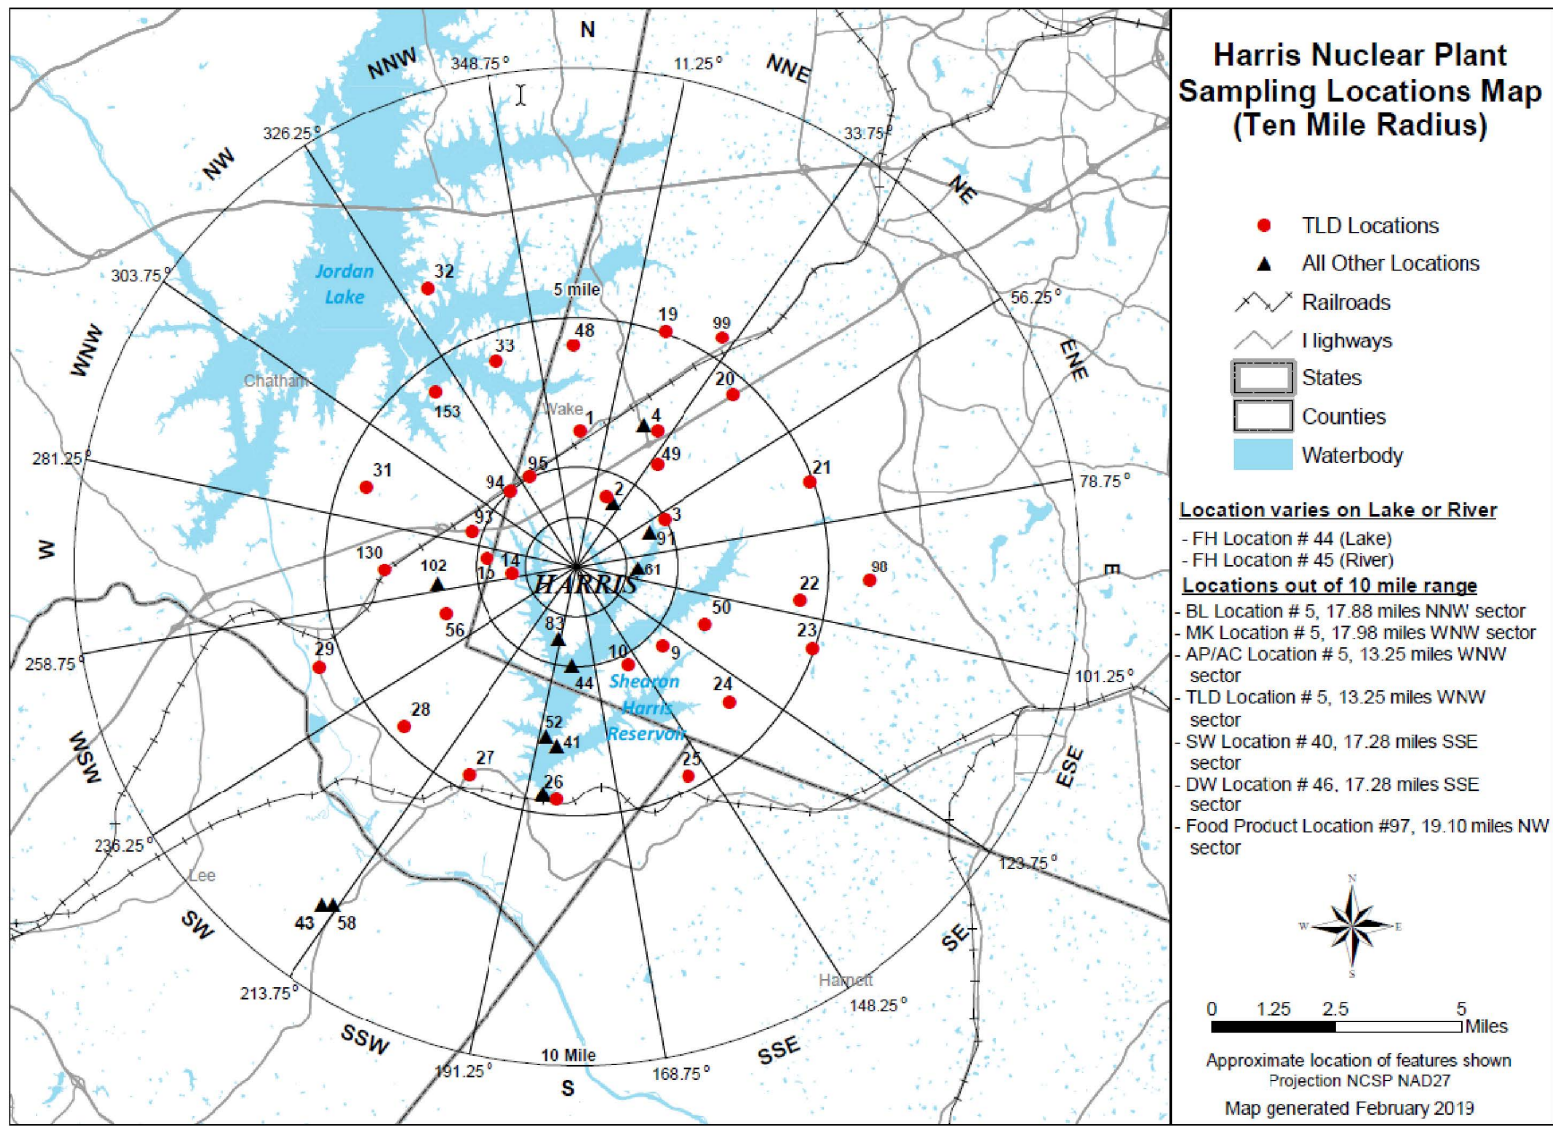 Harris Nuclear Plant
Sampling Locations Map
(Ten Mile Radius)
TLD Locations
All Other Locations
Railroads
Highways
States
Counties
Waterbody
Location varies on Lake or River
- FH Location # 44 (Lake)
- FH Location # 45 (River)
Locations out of 10 mile range
- BL Location # 5, 17.88 miles NNW sector
- MK Location # 5, 17.98 miles WNW sector
- AP/AC Location # 5, 13.25 miles WNW
sector
- TLD Location # 5, 13.25 miles WNW
sector
- SW Location # 40, 17.28 miles SSE
sector
- DW Location # 46, 17.28 miles SSE
sector
- Food Product Location #97, 19.10 miles NW
sector
N
W E
S
0 1.25 2.5 5
Miles
Approximate location of features shown
Projection NCSP NAD27
Map generated February 2019
N
NNW
348.75°
11.25°
NNE
326.25°
33.75°
NW
NE
303.75°
56.25°
Jordan
Lake
32
5 mile
48
19
99
WNW
ENE
33
Chatham
153
20
Wake
1
4
281.25°
31
95
94
49
21
78.75°
2
93
3
91
W
130
102
15
14
HARRIS
61
98
E
22
56
83
50
23
258.75°
29
10
9
44
Shearon
Harris
Reservoir
24
101.25°
28
52
41
WSW
27
26
25
ESE
236.25°
123.75°
Lee
43
58
SW
SE
213.75°
Harnett
148.25°
SSW
10 Mile
SSE
191.25°
S
168.75°